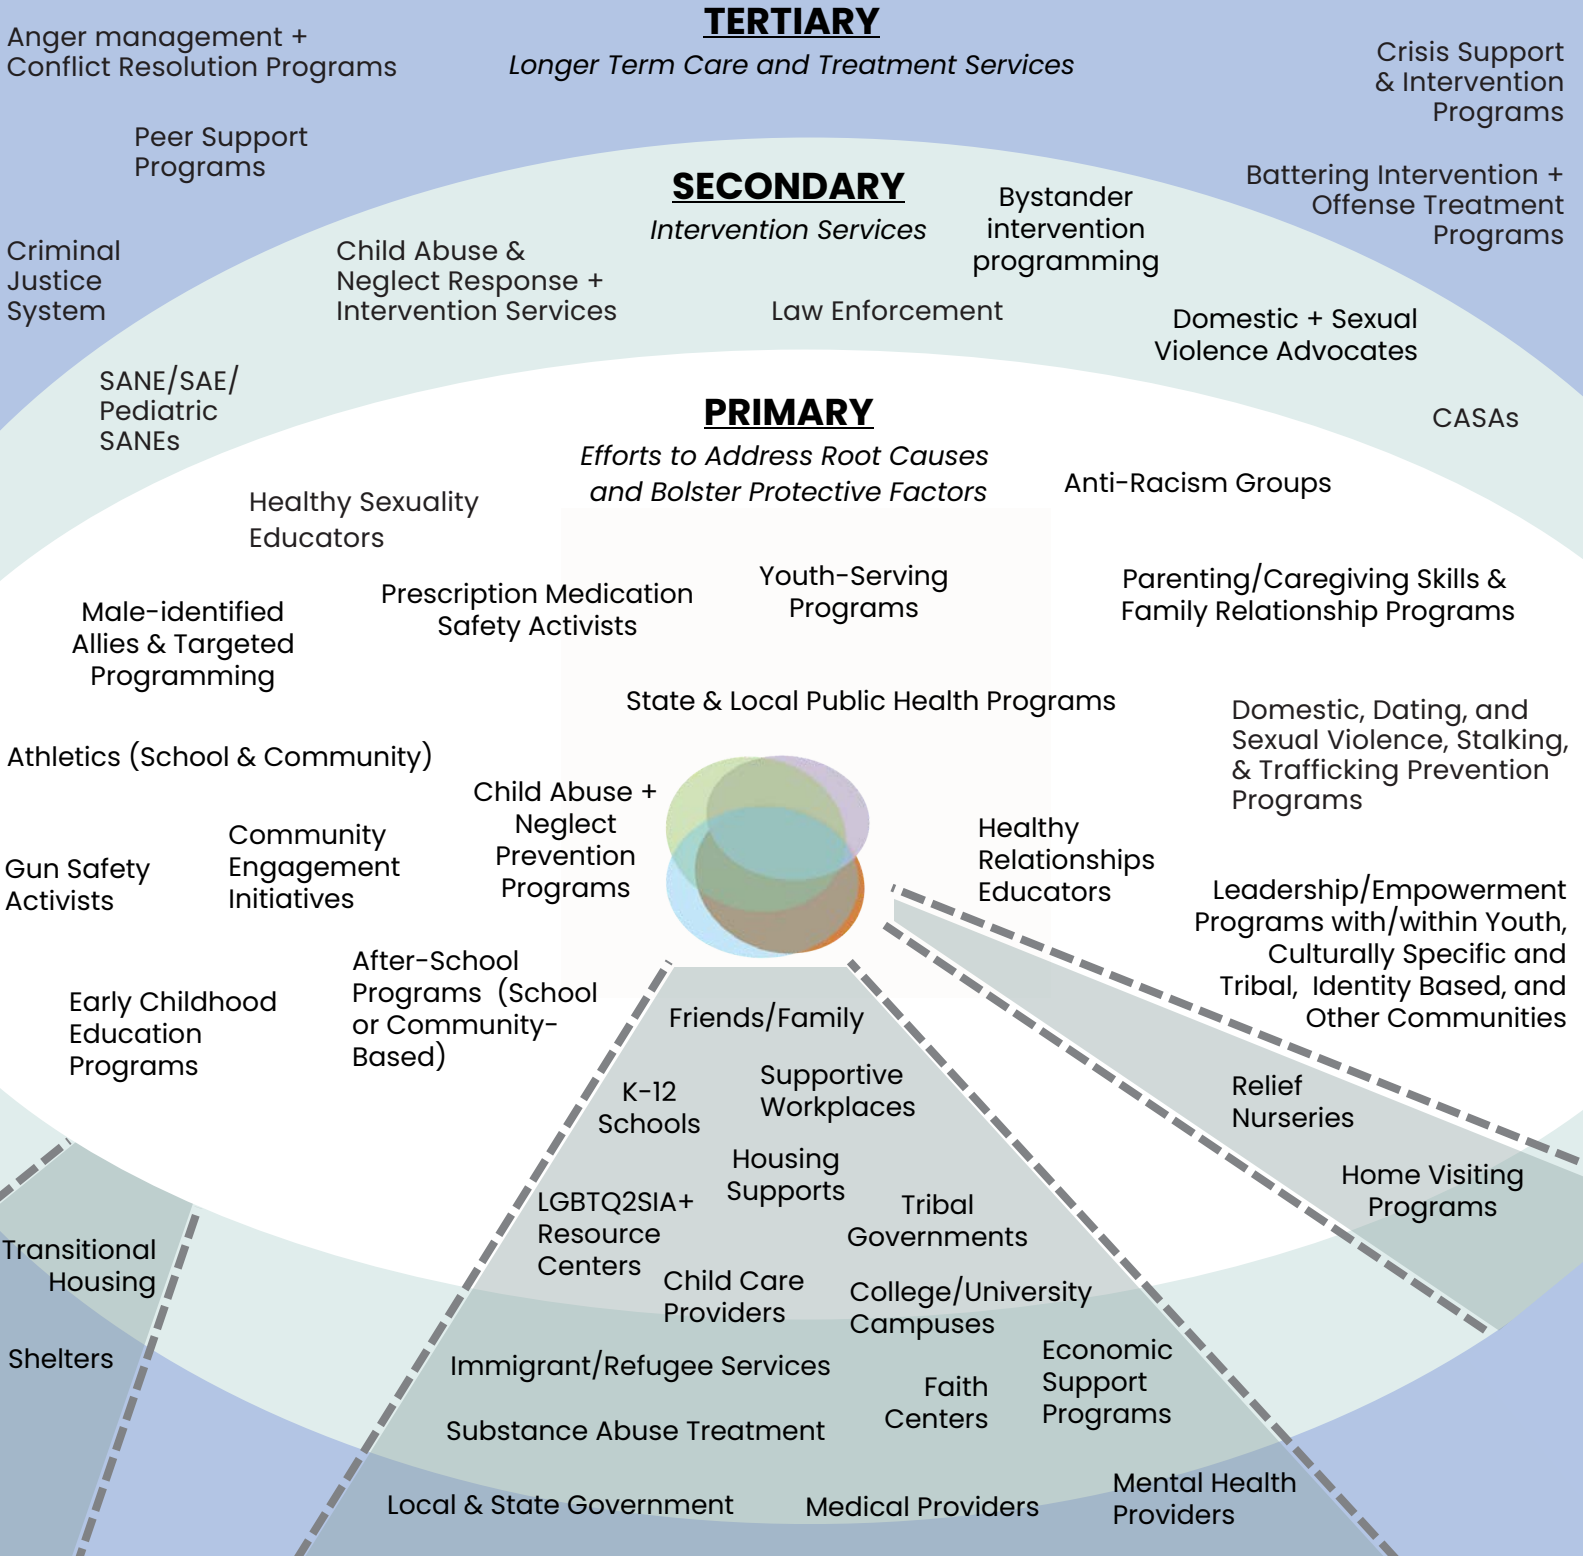 TERTIARY
Longer Term Care and Treatment Services
Anger management +
Conflict Resolution Programs
Crisis Support
& Intervention
Programs
Peer Support
Programs
Battering Intervention +
Offense Treatment
Programs
Criminal
Justice
System
SECONDARY
Intervention Services
Bystander
intervention
programming
Child Abuse &
Neglect Response +
Intervention Services
Law Enforcement
Domestic + Sexual
Violence Advocates
SANE/SAE/
Pediatric
SANEs
CASAs
PRIMARY
Efforts to Address Root Causes
and Bolster Protective Factors
Anti-Racism Groups
Healthy Sexuality
Educators
Prescription Medication
Safety Activists
Youth-Serving
Programs
Parenting/Caregiving Skills &
Family Relationship Programs
Male-identified
Allies & Targeted
Programming
State & Local Public Health Programs
Domestic, Dating, and
Sexual Violence, Stalking,
& Trafficking Prevention
Programs
Athletics (School & Community)
Child Abuse +
Neglect
Prevention
Programs
Community
Engagement
Initiatives
Gun Safety
Activists
Healthy
Relationships
Educators
Leadership/Empowerment
Programs with/within Youth,
Culturally Specific and
Tribal,  Identity Based, and
Other Communities
After-School
Programs  (School
or Community-
Based)
Early Childhood
Education
Programs
Friends/Family
K-12
Schools
Supportive
Workplaces
Relief
Nurseries
Housing
Supports
Home Visiting
Programs
LGBTQ2SIA+
Resource
Centers
Tribal
Governments
Transitional
Housing
Child Care
Providers
College/University
Campuses
Shelters
Immigrant/Refugee Services
Economic
Support
Programs
Faith
Centers
Substance Abuse Treatment
Local & State Government
Medical Providers
Mental Health
Providers